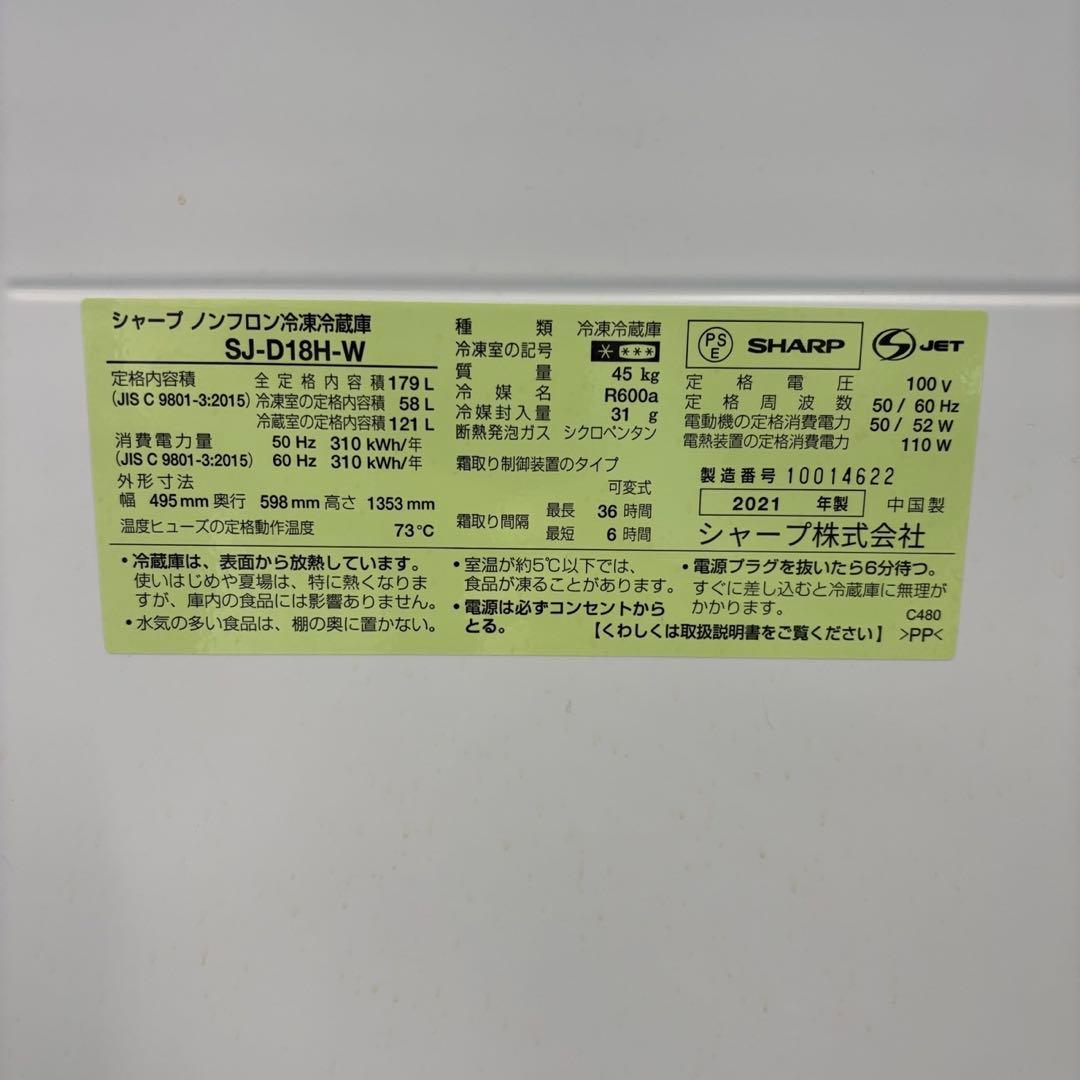 シャープ ノンフロン冷凍冷蔵庫
SJ-D18H-W
定格内容積 全定格内容積 179 L
(JIS C 9801-3:2015) 冷凍室の定格内容積 58 L
冷蔵室の定格内容積 121 L
消費電力量 50 Hz 310 kWh/年
(JIS C 9801-3:2015) 60 Hz 310 kWh/年
外形寸法
幅 495 mm 奥行 598 mm 高さ 1353 mm
温度ヒューズの定格動作温度 73 ℃
種類 冷凍冷蔵庫
冷凍室の記号 * ***
質量 45 kg
冷媒名 R600a
冷媒封入量 31 g
断熱発泡ガス シクロペンタン
霜取り制御装置のタイプ
可変式
霜取り間隔 最長 36 時間
最短 6 時間
PSE SHARP S JET
定格電圧 100 V
定格周波数 50 / 60 Hz
電動機の定格消費電力 50 / 52 W
電熱装置の定格消費電力 110 W
製造番号 10014622
2021 年製 中国製
シャープ株式会社
・冷蔵庫は、表面から放熱しています。
使いはじめや夏場は、特に熱くなりま
すが、庫内の食品には影響ありません。
・水気の多い食品は、棚の奥に置かない。
・室温が約5℃以下では、
食品が凍ることがあります。
・電源は必ずコンセントから
とる。
・電源プラグを抜いたら6分待つ。
すぐに差し込むと冷蔵庫に無理が
かかります。
C480
【くわしくは取扱説明書をご覧ください】 >PP<